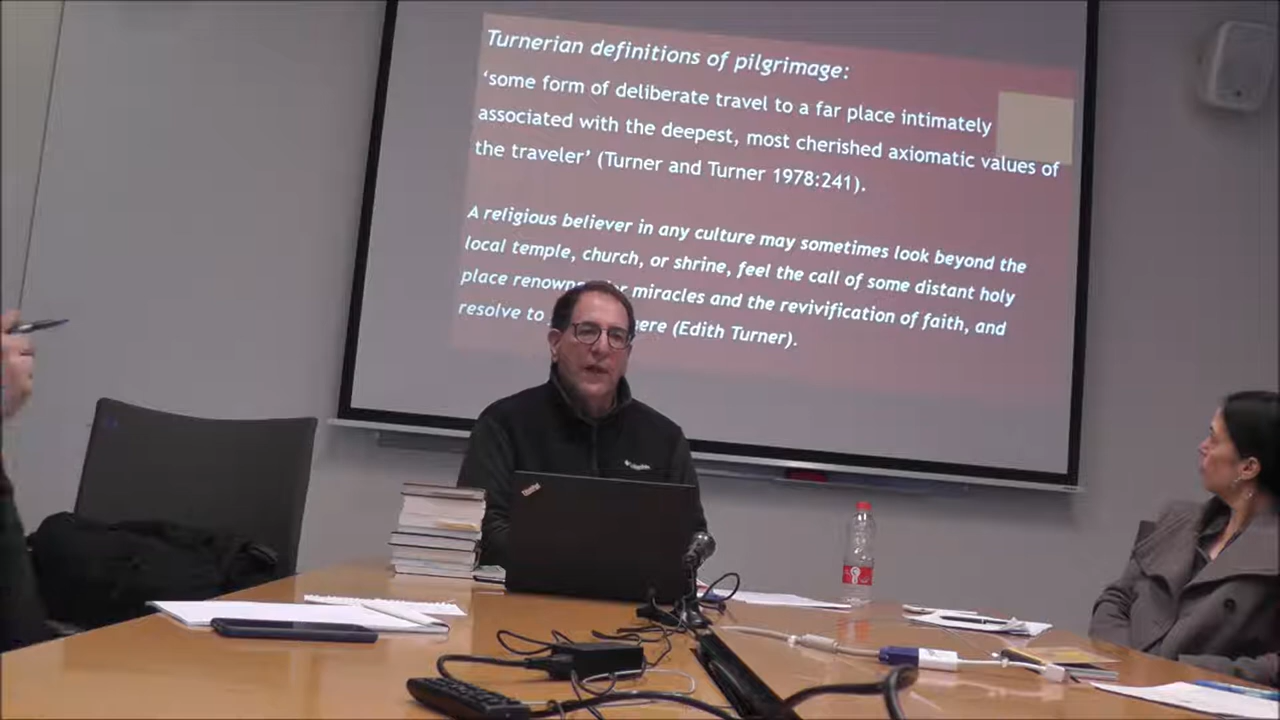 Turnerian definitions of pilgrimage:
‘some form of deliberate travel to a far place intimately
associated with the deepest, most cherished axiomatic values of
the traveler’ (Turner and Turner 1978:241).
A religious believer in any culture may sometimes look beyond the
local temple, church, or shrine, feel the call of some distant holy
place miracles and the revivification of faith, and
resolve to (Edith Turner).
Columbia
ThinkPad